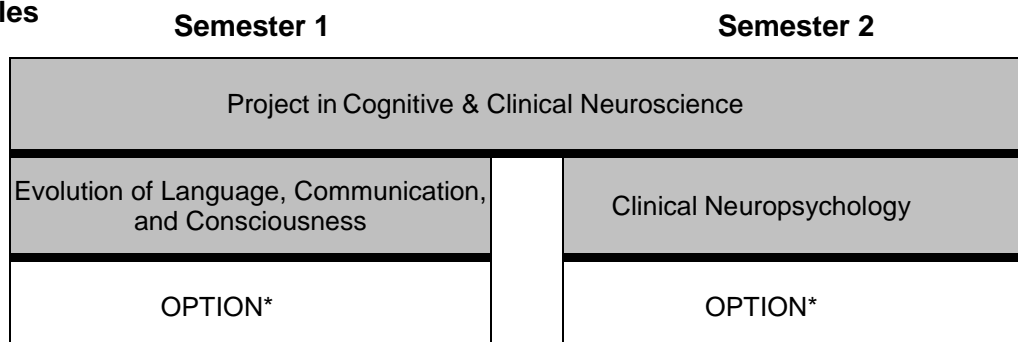 les
Semester 1 Semester 2
Project in Cognitive & Clinical Neuroscience
Evolution of Language, Communication,
and Consciousness
Clinical Neuropsychology
OPTION* OPTION*